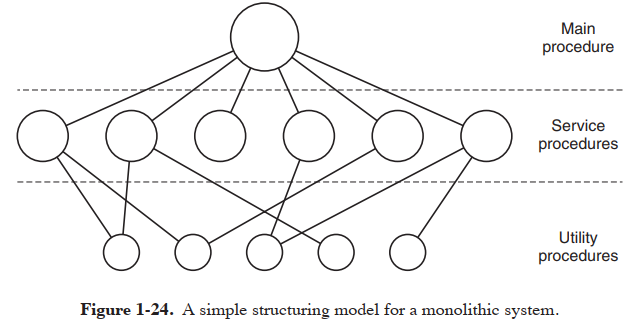 Main
procedure
Service
procedures
Utility
procedures
Figure 1-24. A simple structuring model for a monolithic system.